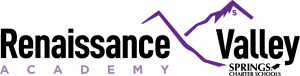 Renaissance Valley
ACADEMY
S
SPRINGS
CHARTER SCHOOLS